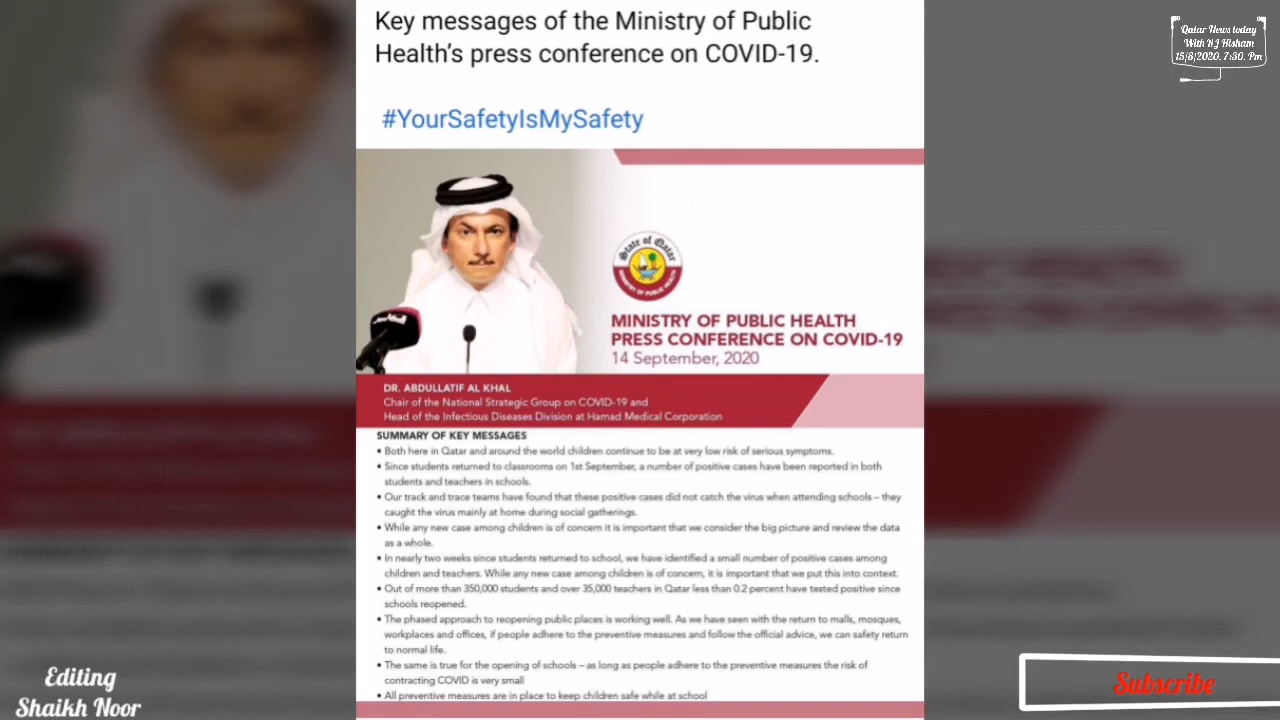 Key messages of the Ministry of Public
Health's press conference on COVID-19.
#YourSafetyIsMySafety
Qatar News today
With RJ Hisham
15/8/2020. 7:30. Pm
State of Qatar
MINISTRY OF PUBLIC HEALTH
MINISTRY OF PUBLIC HEALTH
PRESS CONFERENCE ON COVID-19
14 September, 2020
DR. ABDULLATIF AL KHAL
Chair of the National Strategic Group on COVID-19 and
Head of the Infectious Diseases Division at Hamad Medical Corporation
SUMMARY OF KEY MESSAGES
• Both here in Qatar and around the world children continue to be at very low risk of serious symptoms.
• Since students returned to classrooms on 1st September, a number of positive cases have been reported in both
students and teachers in schools.
• Our track and trace teams have found that these positive cases did not catch the virus when attending schools – they
caught the virus mainly at home during social gatherings.
• While any new case among children is of concern it is important that we consider the big picture and review the data
as a whole.
• In nearly two weeks since students returned to school, we have identified a small number of positive cases among
children and teachers. While any new case among children is of concern, it is important that we put this into context.
• Out of more than 350,000 students and over 35,000 teachers in Qatar less than 0.2 percent have tested positive since
schools reopened.
• The phased approach to reopening public places is working well. As we have seen with the return to malls, mosques,
workplaces and offices, if people adhere to the preventive measures and follow the official advice, we can safety return
to normal life.
• The same is true for the opening of schools – as long as people adhere to the preventive measures the risk of
contracting COVID is very small
• All preventive measures are in place to keep children safe while at school
Editing
Shaikh Noor
Subscribe